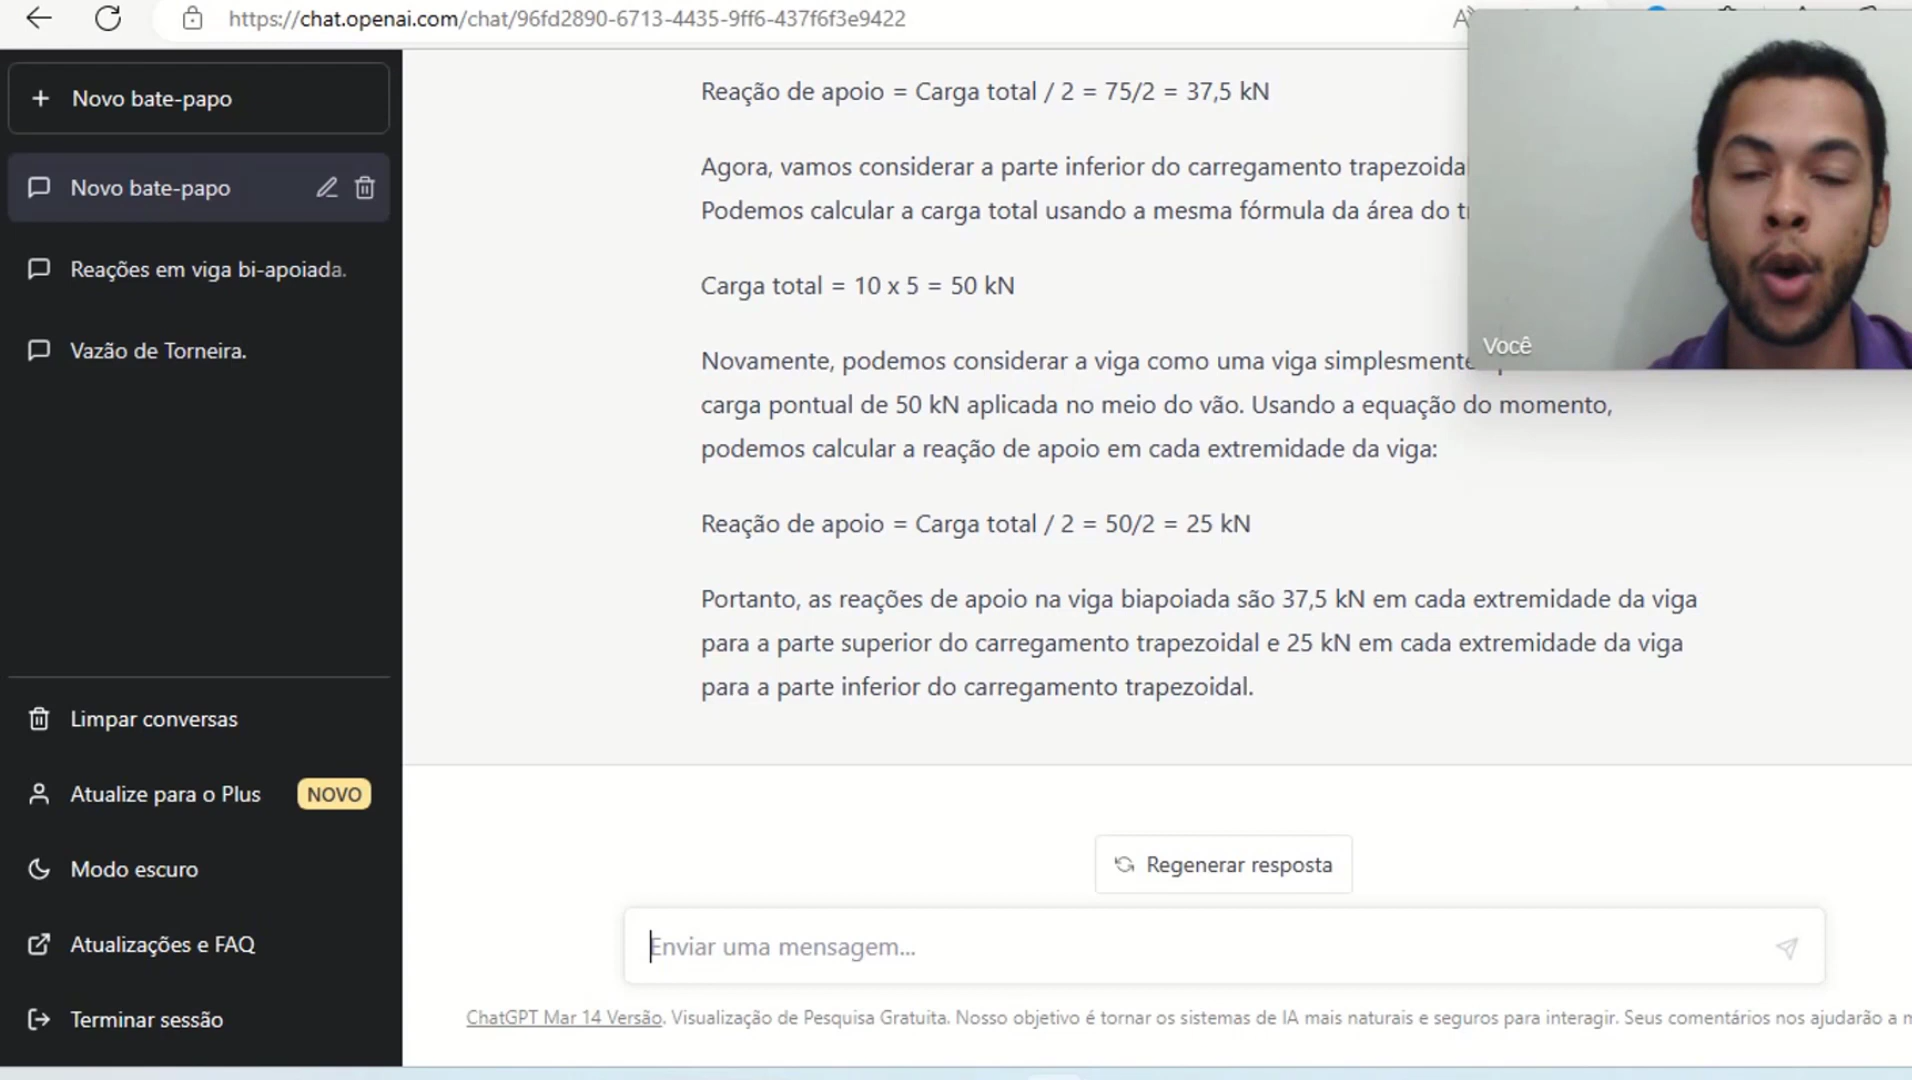 https://chat.openai.com/chat/96fd2890-6713-4435-9ff6-437f6f3e9422
Novo bate-papo
Novo bate-papo
Reações em viga bi-apoiada.
Vazão de Torneira.
Limpar conversas
Atualize para o Plus NOVO
Modo escuro
Atualizações e FAQ
Terminar sessão
Reação de apoio = Carga total / 2 = 75/2 = 37,5 kN
Agora, vamos considerar a parte inferior do carregamento
Podemos calcular a carga total usando a mesma fórmula da área do
Carga total = 10 x 5 = 50 kN
Novamente, podemos considerar a viga como uma viga simplesmente
carga pontual de 50 kN aplicada no meio do vão. Usando a equação do momento,
podemos calcular a reação de apoio em cada extremidade da viga:
Reação de apoio = Carga total / 2 = 50/2 = 25 kN
Portanto, as reações de apoio na viga biapoiada são 37,5 kN em cada extremidade da viga
para a parte superior do carregamento trapezoidal e 25 kN em cada extremidade da viga
para a parte inferior do carregamento trapezoidal.
Você
Regenerar resposta
Enviar uma mensagem...
ChatGPT Mar 14 Versão. Visualização de Pesquisa Gratuita. Nosso objetivo é tornar os sistemas de IA mais naturais e seguros para interagir. Seus comentários nos ajudarão a